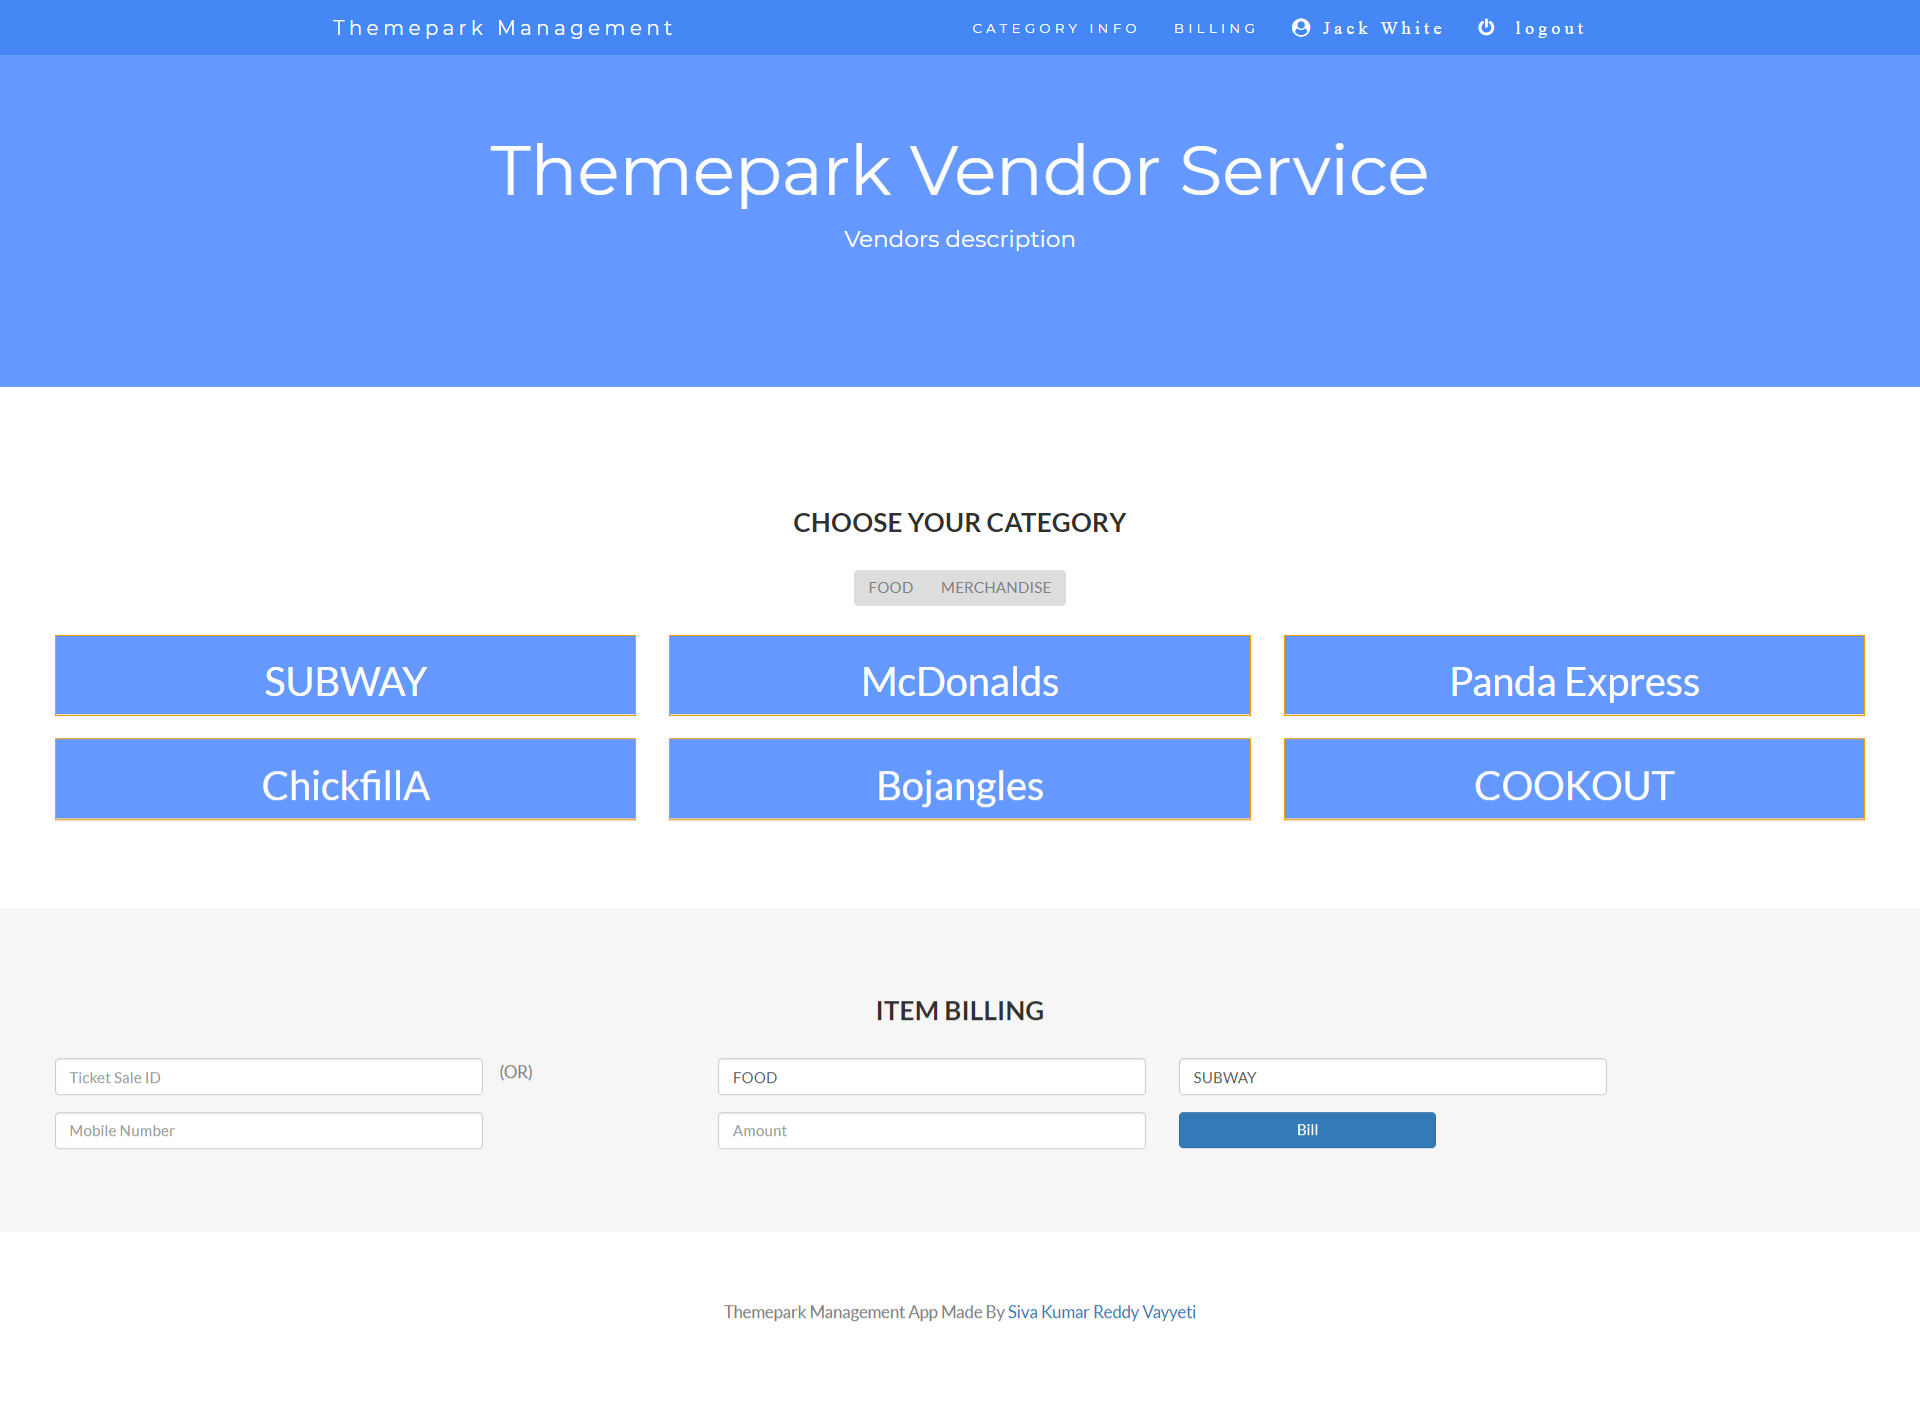 Themepark Management CATEGORY INFO BILLING Jack White logout
Themepark Vendor Service
Vendors description
CHOOSE YOUR CATEGORY
FOOD MERCHANDISE
SUBWAY McDonalds Panda Express
ChickfillA Bojangles COOKOUT
ITEM BILLING
Ticket Sale ID (OR) FOOD SUBWAY
Mobile Number Amount Bill
Themepark Management App Made By Siva Kumar Reddy Vayyeti